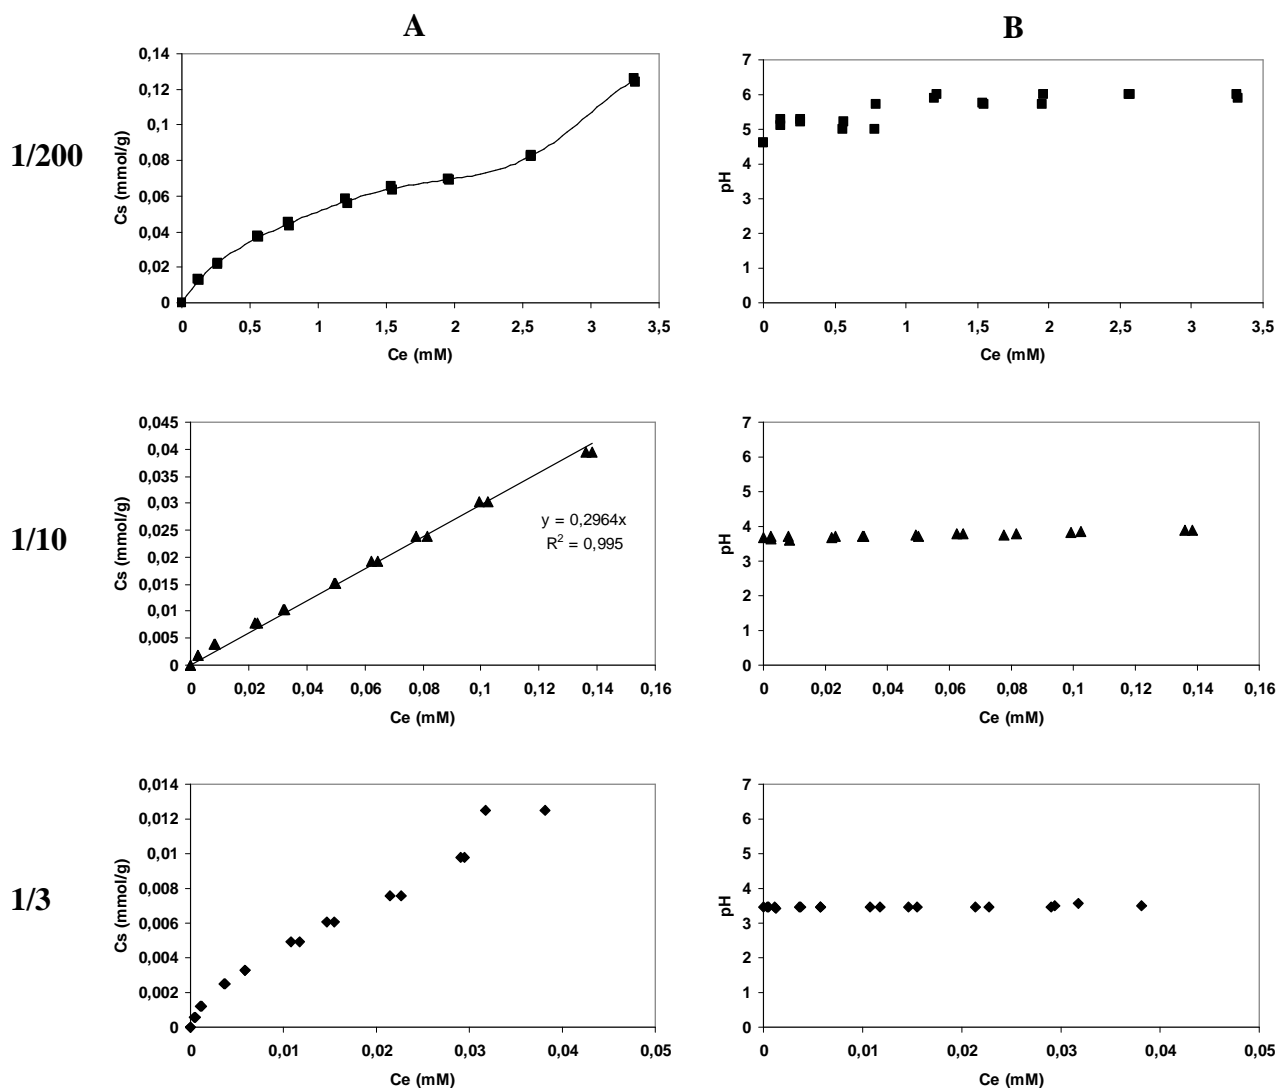 A
B
1/200
0,14
0,12
0,1
0,08
0,06
0,04
0,02
0
Cs (mmol/g)
0 0,5 1 1,5 2 2,5 3 3,5
Ce (mM)
7
6
5
4
3
2
1
0
pH
0 0,5 1 1,5 2 2,5 3 3,5
Ce (mM)
1/10
0,045
0,04
0,035
0,03
0,025
0,02
0,015
0,01
0,005
0
Cs (mmol/g)
y = 0,2964x
R² = 0,995
0 0,02 0,04 0,06 0,08 0,1 0,12 0,14 0,16
Ce (mM)
7
6
5
4
3
2
1
0
pH
0 0,02 0,04 0,06 0,08 0,1 0,12 0,14 0,16
Ce (mM)
1/3
0,014
0,012
0,01
0,008
0,006
0,004
0,002
0
Cs (mmol/g)
0 0,01 0,02 0,03 0,04 0,05
Ce (mM)
7
6
5
4
3
2
1
0
pH
0 0,01 0,02 0,03 0,04 0,05
Ce (mM)